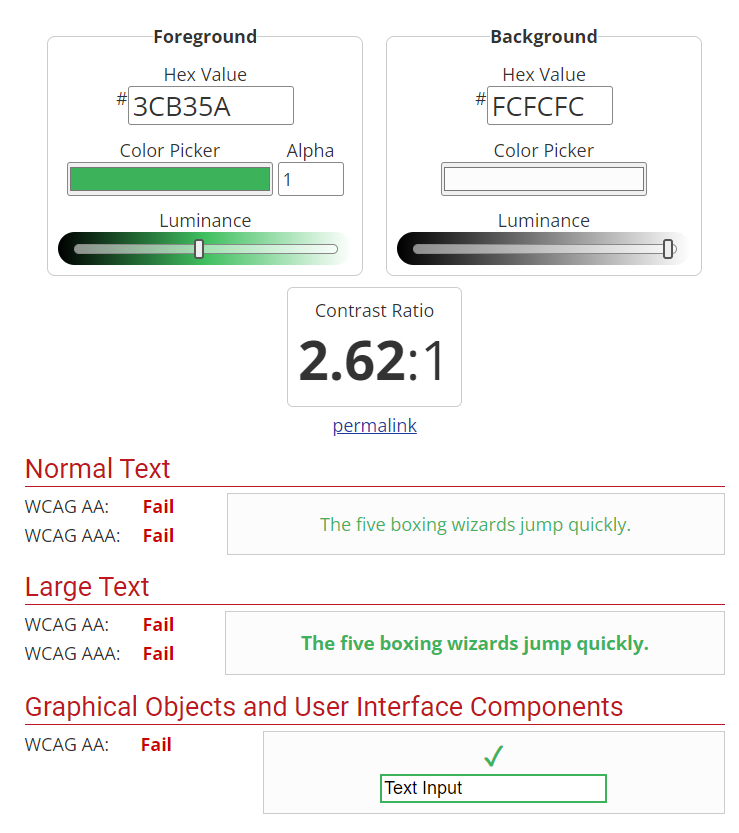 Foreground
Hex Value
#3CB35A
Color Picker
Alpha
1
Luminance
Background
Hex Value
#FCFCFC
Color Picker
Luminance
Contrast Ratio
2.62:1
permalink
Normal Text
WCAG AA: Fail
WCAG AAA: Fail
The five boxing wizards jump quickly.
Large Text
WCAG AA: Fail
WCAG AAA: Fail
The five boxing wizards jump quickly.
Graphical Objects and User Interface Components
WCAG AA: Fail
✓
Text Input